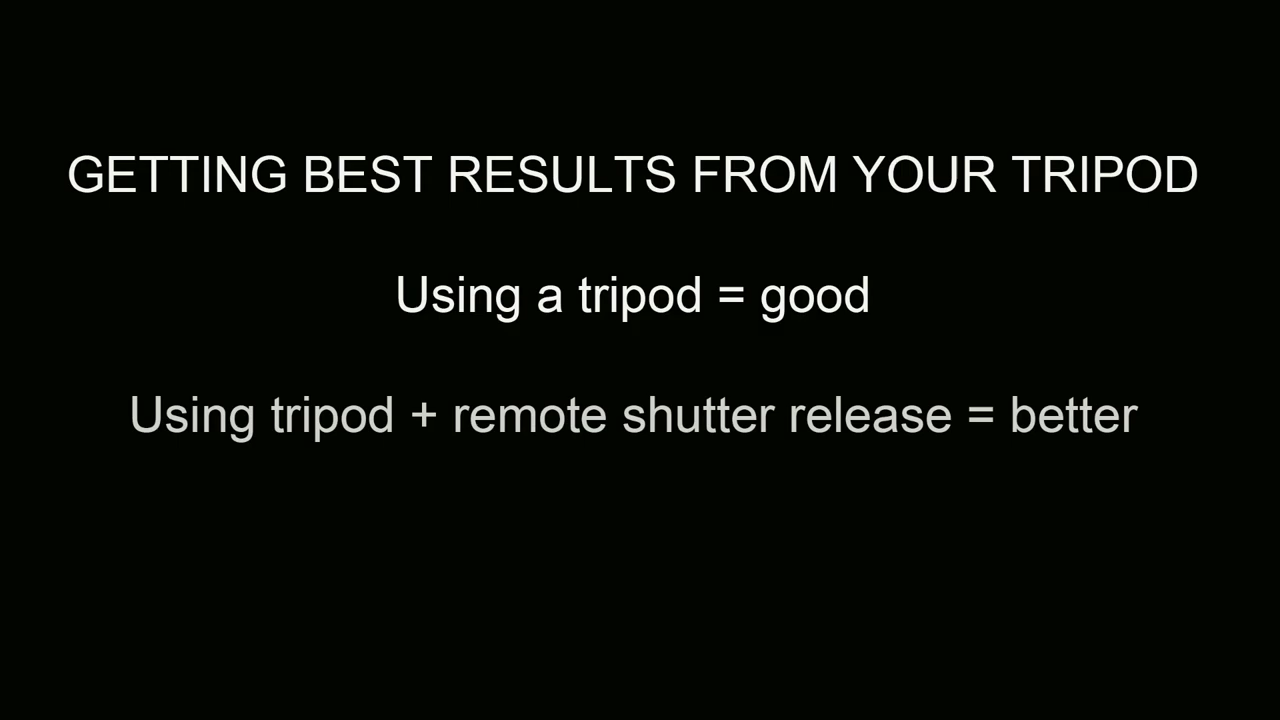 GETTING BEST RESULTS FROM YOUR TRIPOD
Using a tripod = good
Using tripod + remote shutter release = better